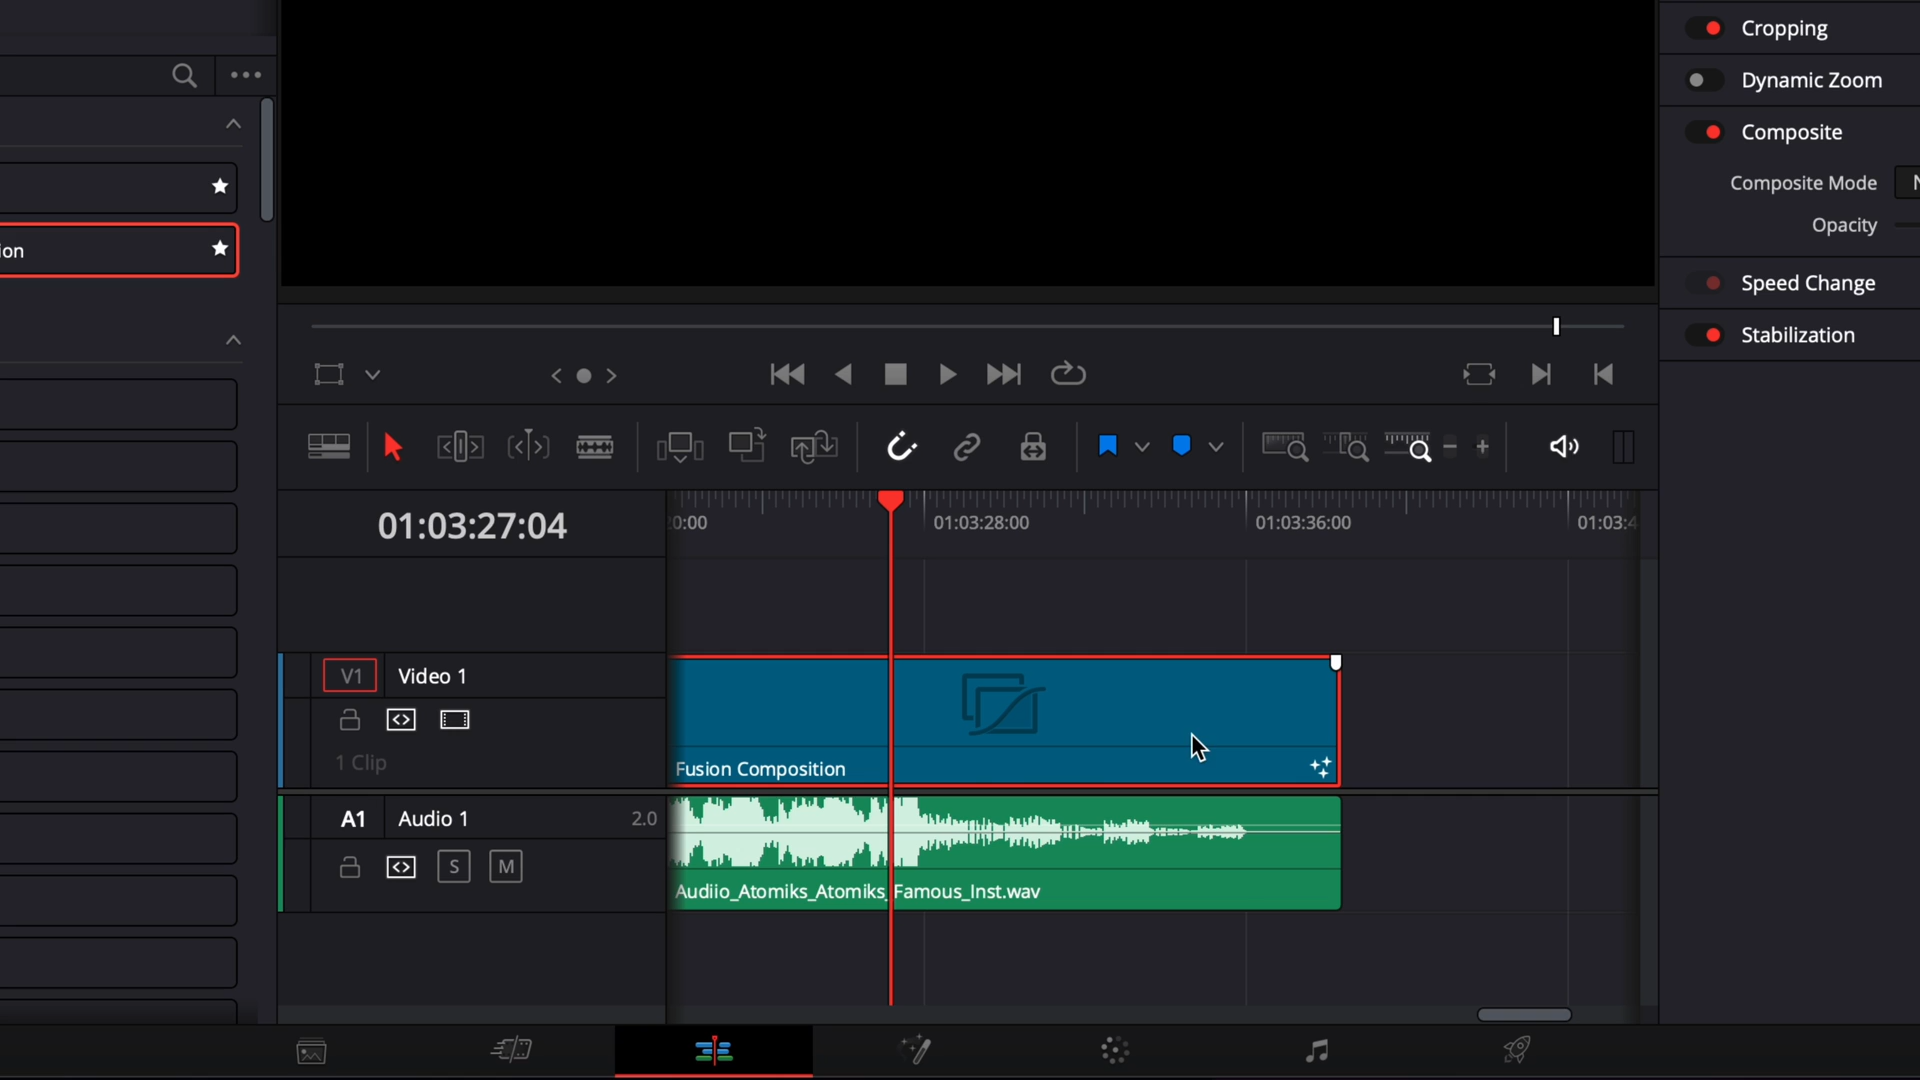 Cropping
Dynamic Zoom
Composite
Composite Mode
Opacity
Speed Change
Stabilization
ion
01:03:27:04
0:00
01:03:28:00
01:03:36:00
01:03:4
V1 Video 1
1 Clip
Fusion Composition
A1 Audio 1 2.0
S M
Audiio_Atomiks_Atomiks_Famous_Inst.wav